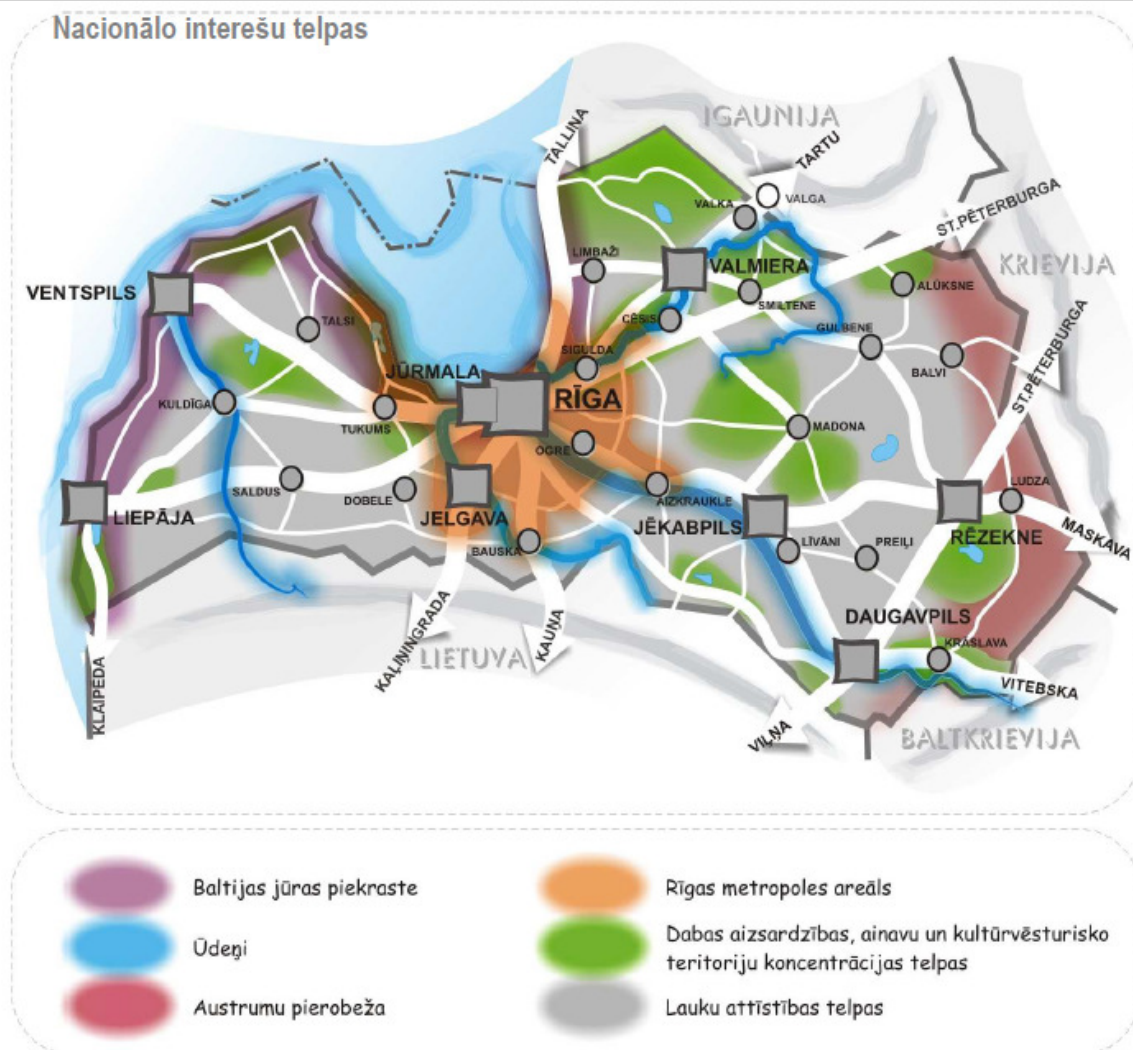 Nacionālo interešu telpas
IGAUNIJA
TALLINA
TARTU
VALGA
VALKA
ST.PĒTERBURGA
KRIEVIJA
LIMBAŽI
VALMIERA
VENTSPILS
SMILTENE
ALŪKSNE
TALSI
CĒSIS
GULBENE
SIGULDA
BALVI
ST.PĒTERBURGA
JŪRMALA
RĪGA
KULDĪGA
TUKUMS
MADONA
OGRE
SALDUS
DOBELE
AIZKRAUKLE
LUDZA
LIEPĀJA
JELGAVA
JĒKABPILS
RĒZEKNE
MASKAVA
BAUSKA
LĪVĀNI
PREIĻI
DAUGAVPILS
KRĀSLAVA
KLAIPEDA
KAĻIŅINGRADA
LIETUVA
KAUŅA
VITEBSKA
VIĻŅA
BALTKRIEVIJA
Baltijas jūras piekraste
Ūdeņi
Austrumu pierobeža
Rīgas metropoles areāls
Dabas aizsardzības, ainavu un kultūrvēsturisko
teritoriju koncentrācijas telpas
Lauku attīstības telpas